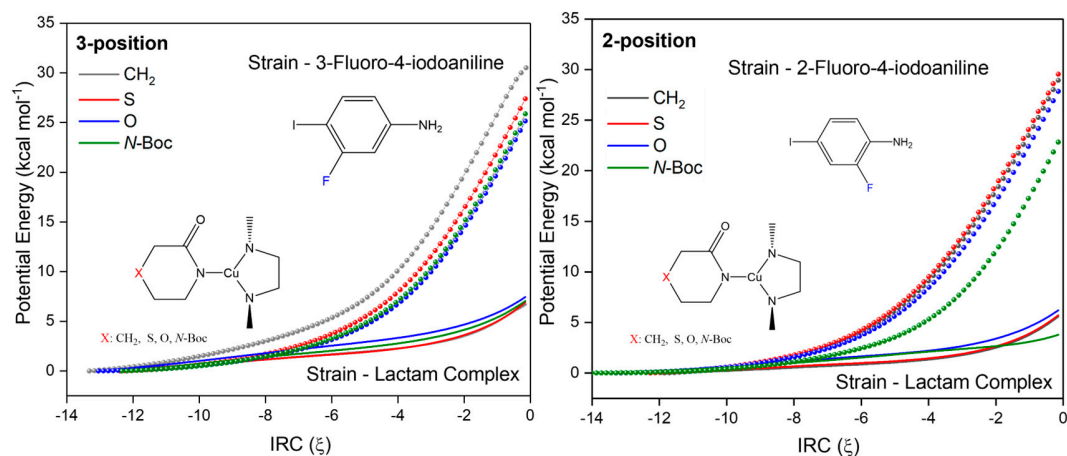 3-position
CH₂
S
O
N-Boc
Strain - 3-Fluoro-4-iodoaniline
I
NH₂
F
O
X
N
Cu
N
N
X: CH₂, S, O, N-Boc
Strain - Lactam Complex
Potential Energy (kcal mol⁻¹)
35
30
25
20
15
10
5
0
-14
-12
-10
-8
-6
-4
-2
0
IRC (ξ)
2-position
CH₂
S
O
N-Boc
Strain - 2-Fluoro-4-iodoaniline
I
NH₂
F
O
X
N
Cu
N
N
X: CH₂, S, O, N-Boc
Strain - Lactam Complex
Potential Energy (kcal mol⁻¹)
35
30
25
20
15
10
5
0
-14
-12
-10
-8
-6
-4
-2
0
IRC (ξ)